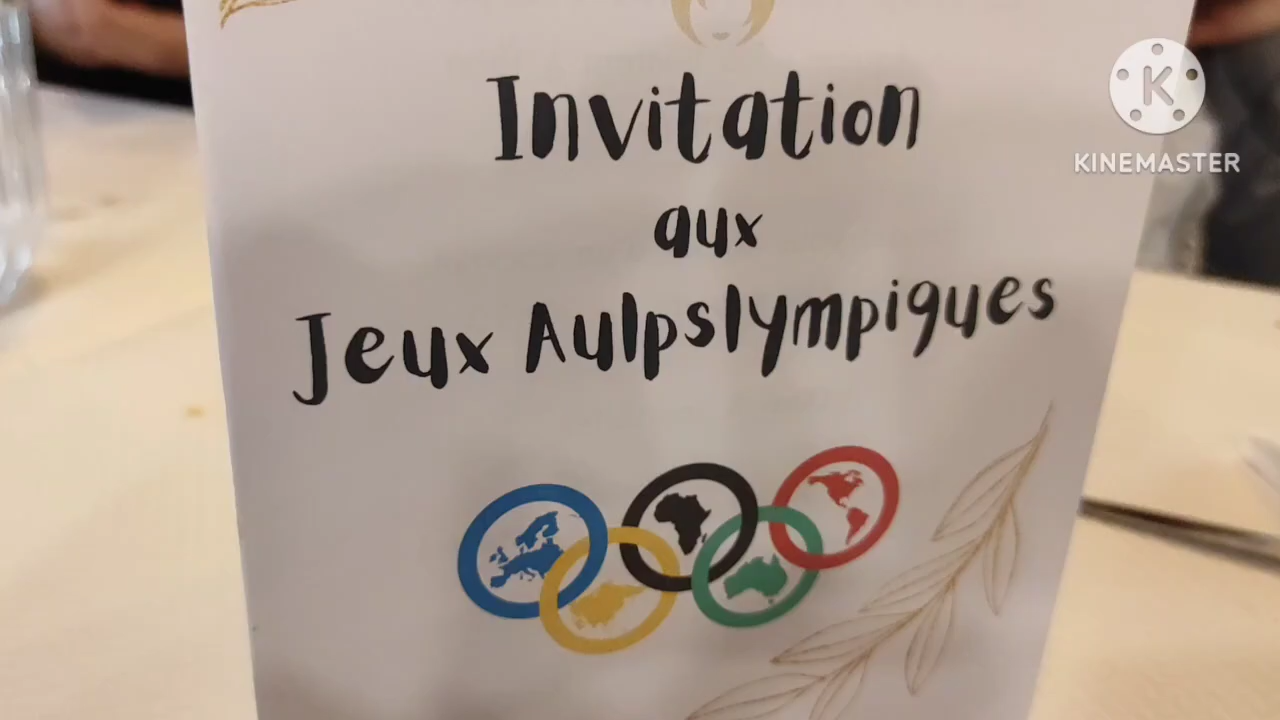 Invitation
aux
Jeux Aulpslympiques
K
KINEMASTER